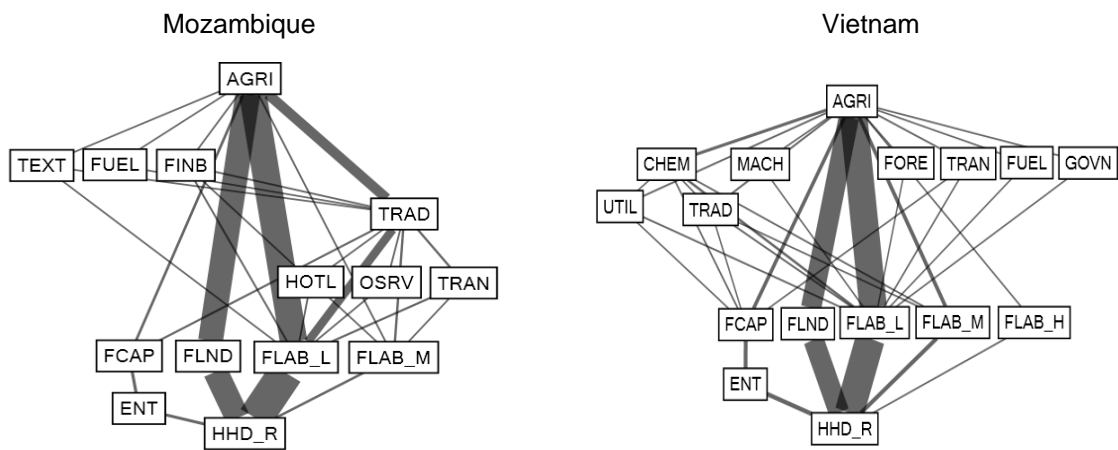 Mozambique
AGRI
TEXT
FUEL
FINB
TRAD
HOTL
OSRV
TRAN
FCAP
FLND
FLAB_L
FLAB_M
ENT
HHD_R
Vietnam
AGRI
CHEM
MACH
FORE
TRAN
FUEL
GOVN
UTIL
TRAD
FCAP
FLND
FLAB_L
FLAB_M
FLAB_H
ENT
HHD_R